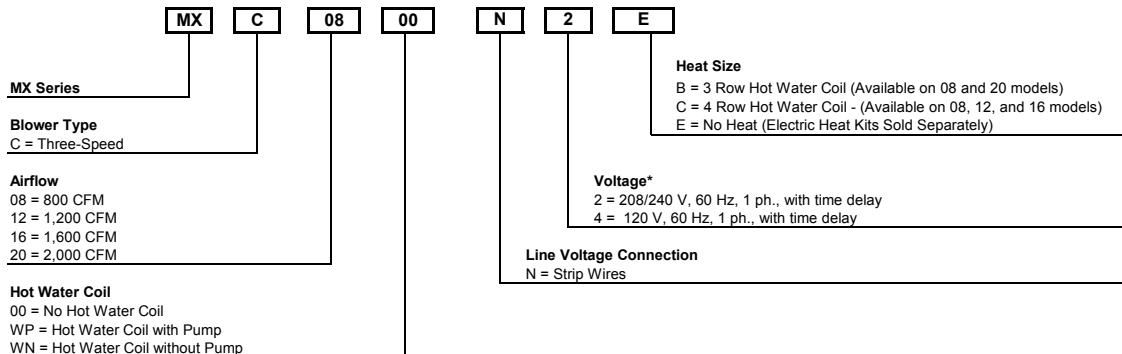 MX C 08 00 N 2 E
MX Series
Blower Type
C = Three-Speed
Airflow
08 = 800 CFM
12 = 1,200 CFM
16 = 1,600 CFM
20 = 2,000 CFM
Hot Water Coil
00 = No Hot Water Coil
WP = Hot Water Coil with Pump
WN = Hot Water Coil without Pump
Heat Size
B = 3 Row Hot Water Coil (Available on 08 and 20 models)
C = 4 Row Hot Water Coil - (Available on 08, 12, and 16 models)
E = No Heat (Electric Heat Kits Sold Separately)
Voltage*
2 = 208/240 V, 60 Hz, 1 ph., with time delay
4 = 120 V, 60 Hz, 1 ph., with time delay
Line Voltage Connection
N = Strip Wires